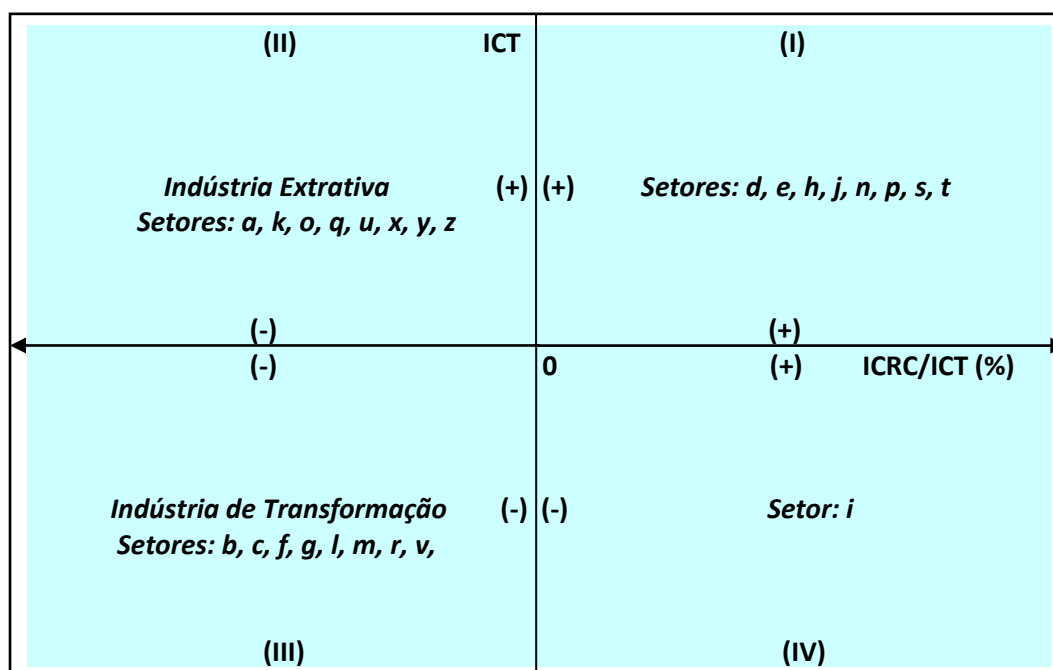 (II) ICT (I)
Indústria Extrativa (+) (+) Setores: d, e, h, j, n, p, s, t
Setores: a, k, o, q, u, x, y, z
(-) (+)
(-) 0 (+) ICRC/ICT (%)
Indústria de Transformação (-) (-) Setor: i
Setores: b, c, f, g, l, m, r, v,
(III) (IV)